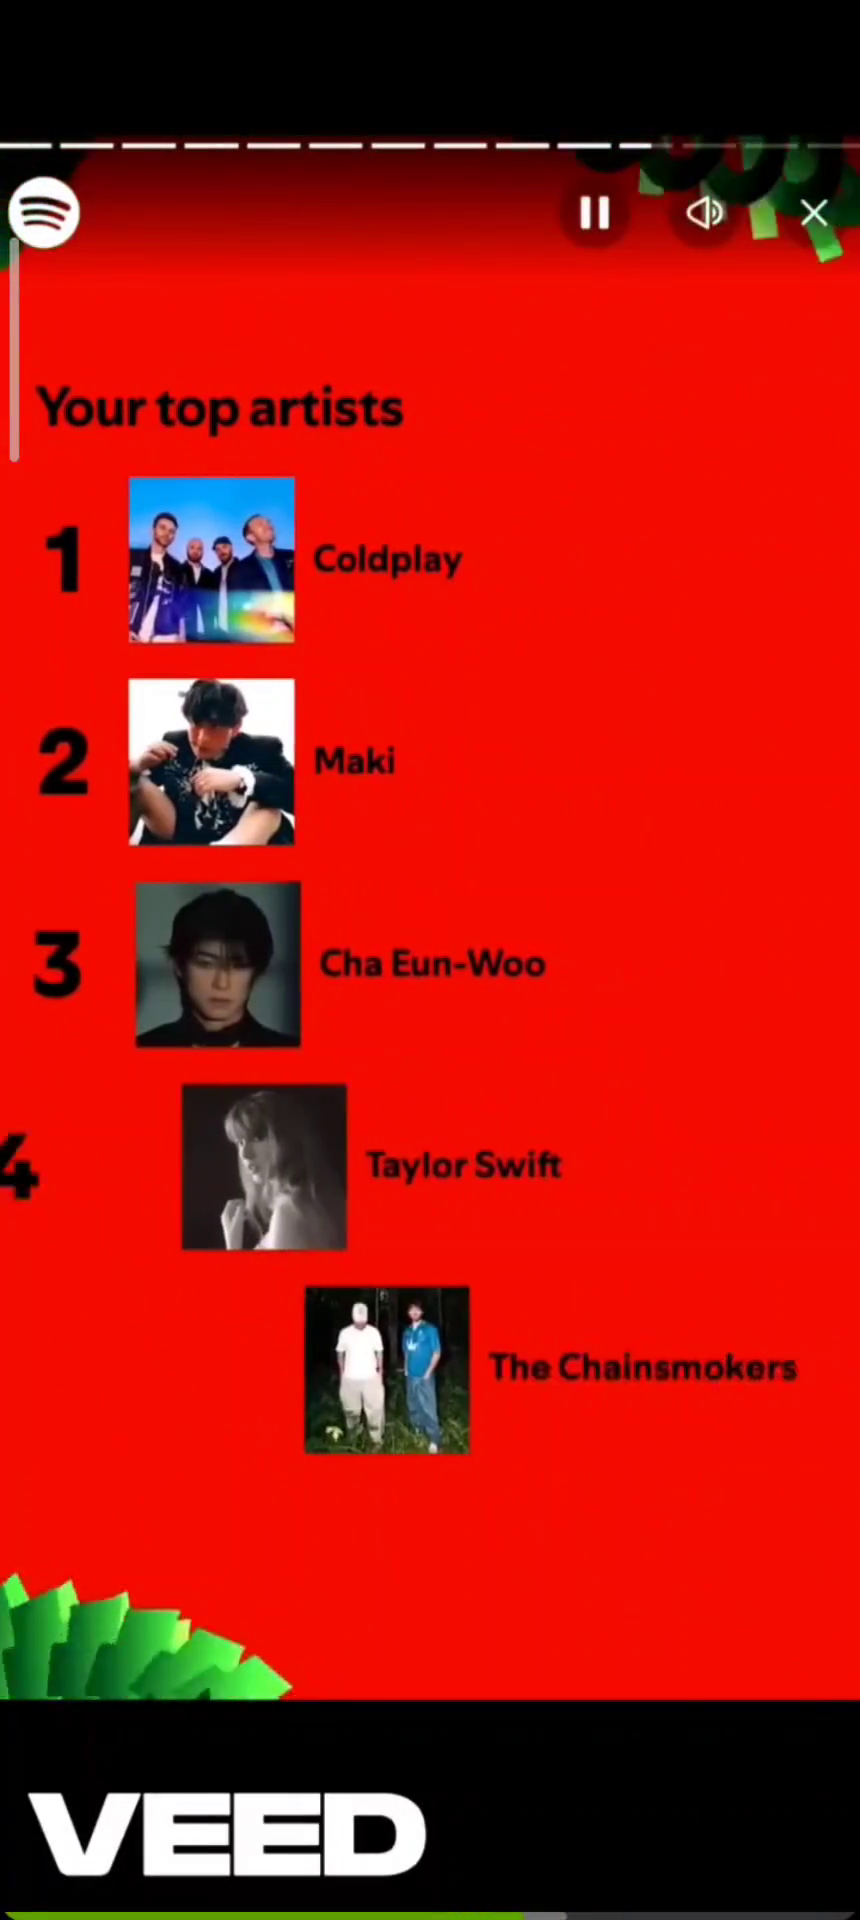 Your top artists
1
Coldplay
2
Maki
3
Cha Eun-Woo
4
Taylor Swift
The Chainsmokers
VEED